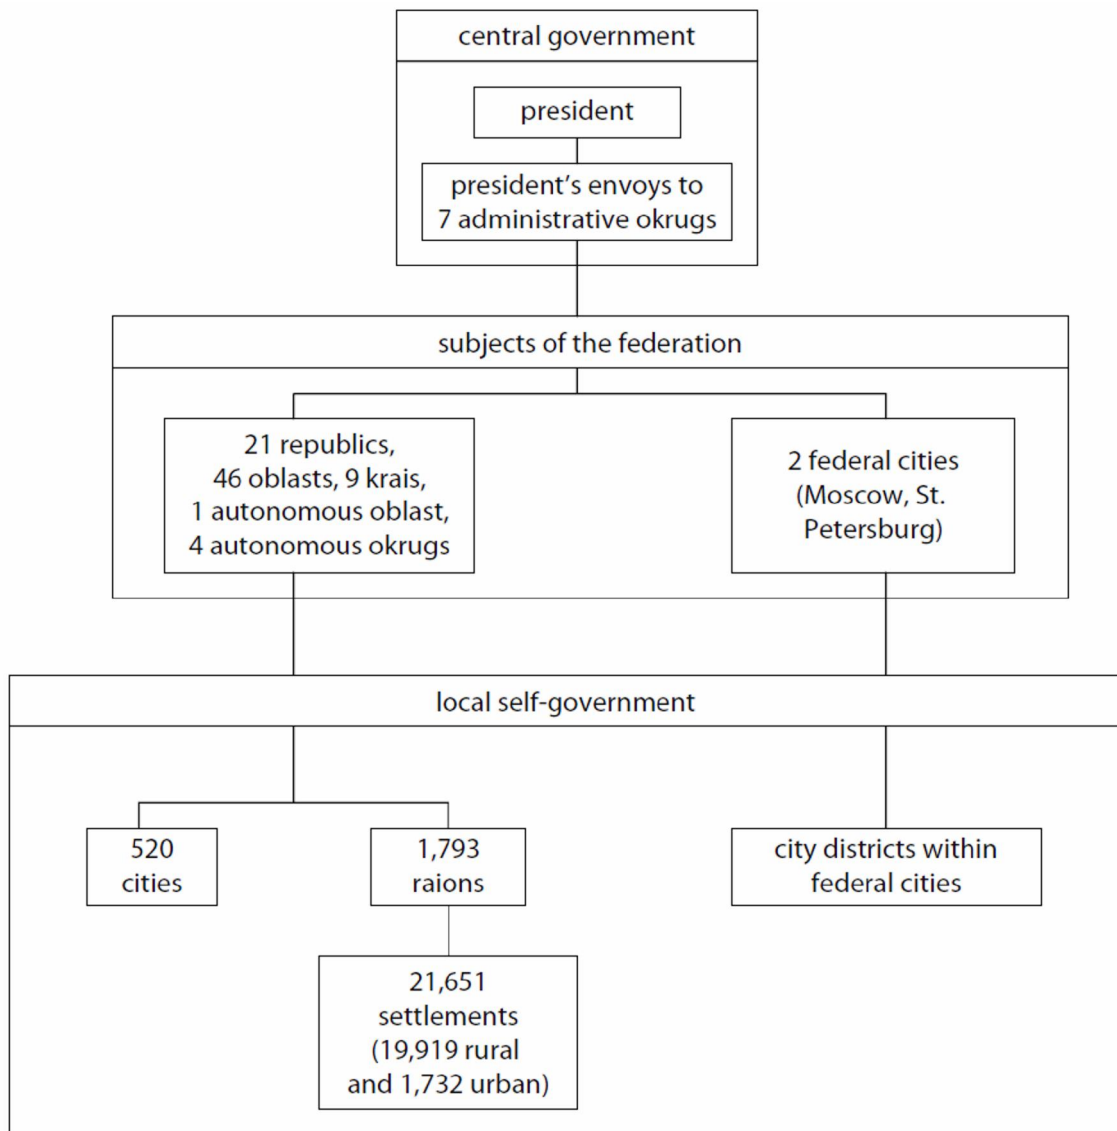 central government
president
president’s envoys to
7 administrative okrugs
subjects of the federation
21 republics,
46 oblasts, 9 krais,
1 autonomous oblast,
4 autonomous okrugs
2 federal cities
(Moscow, St.
Petersburg)
local self-government
520
cities
1,793
raions
city districts within
federal cities
21,651
settlements
(19,919 rural
and 1,732 urban)